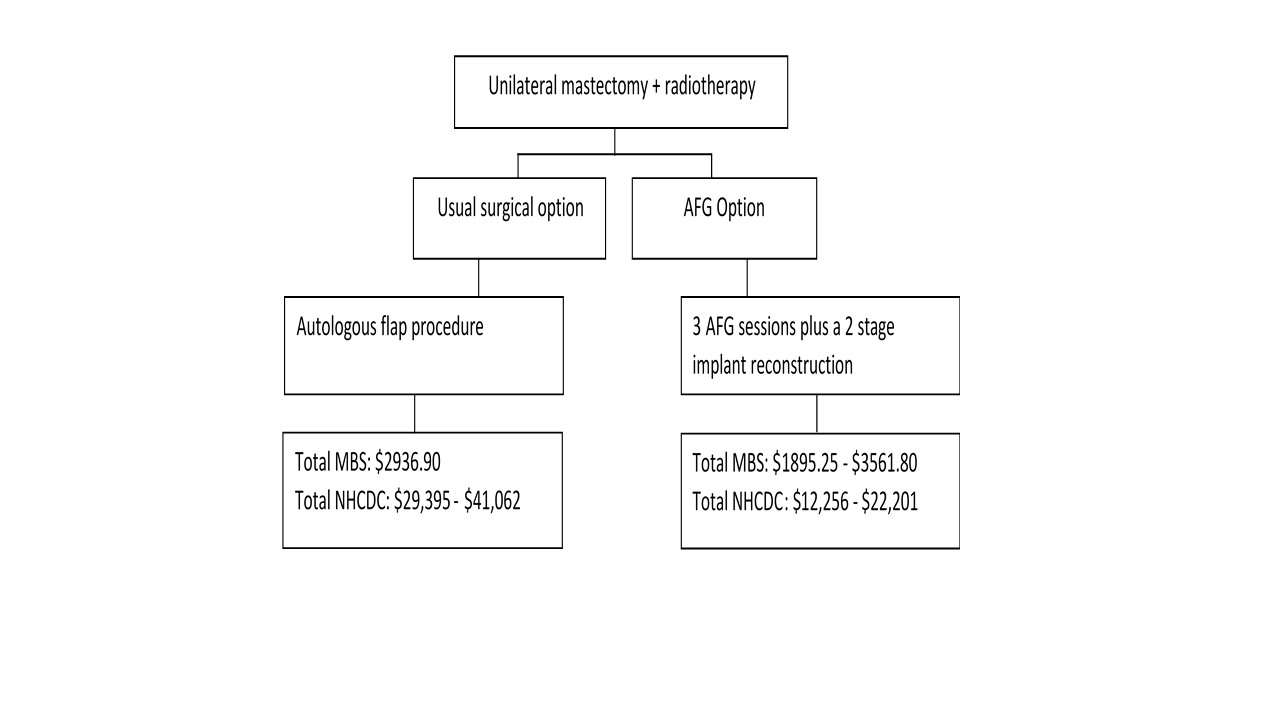 Unilateral mastectomy + radiotherapy
Usual surgical option
AFG Option
Autologous flap procedure
3 AFG sessions plus a 2 stage
implant reconstruction
Total MBS: $2936.90
Total NHCDC: $29,395 - $41,062
Total MBS: $1895.25 - $3561.80
Total NHCDC: $12,256 - $22,201